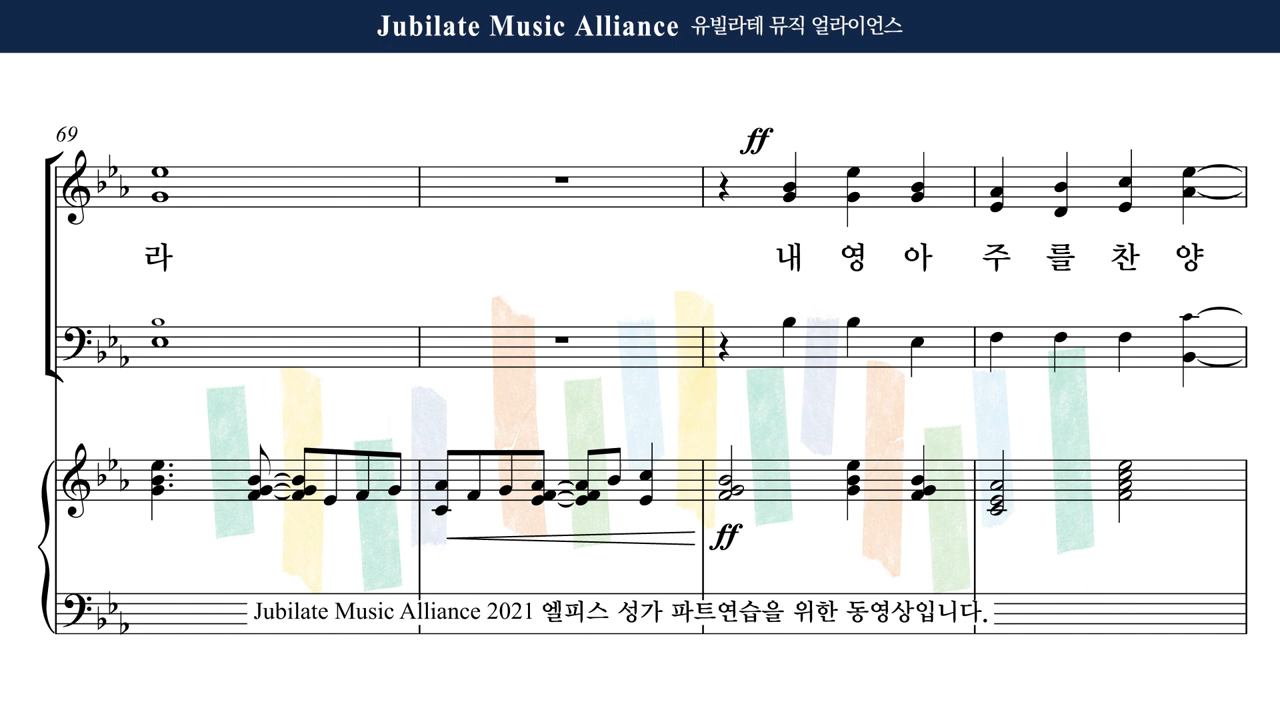 Jubilate Music Alliance 유빌라테 뮤직 얼라이언스
69
ff
라 내 영 아 주 를 찬 양
ff
Jubilate Music Alliance 2021 엘피스 성가 파트연습을 위한 동영상입니다.